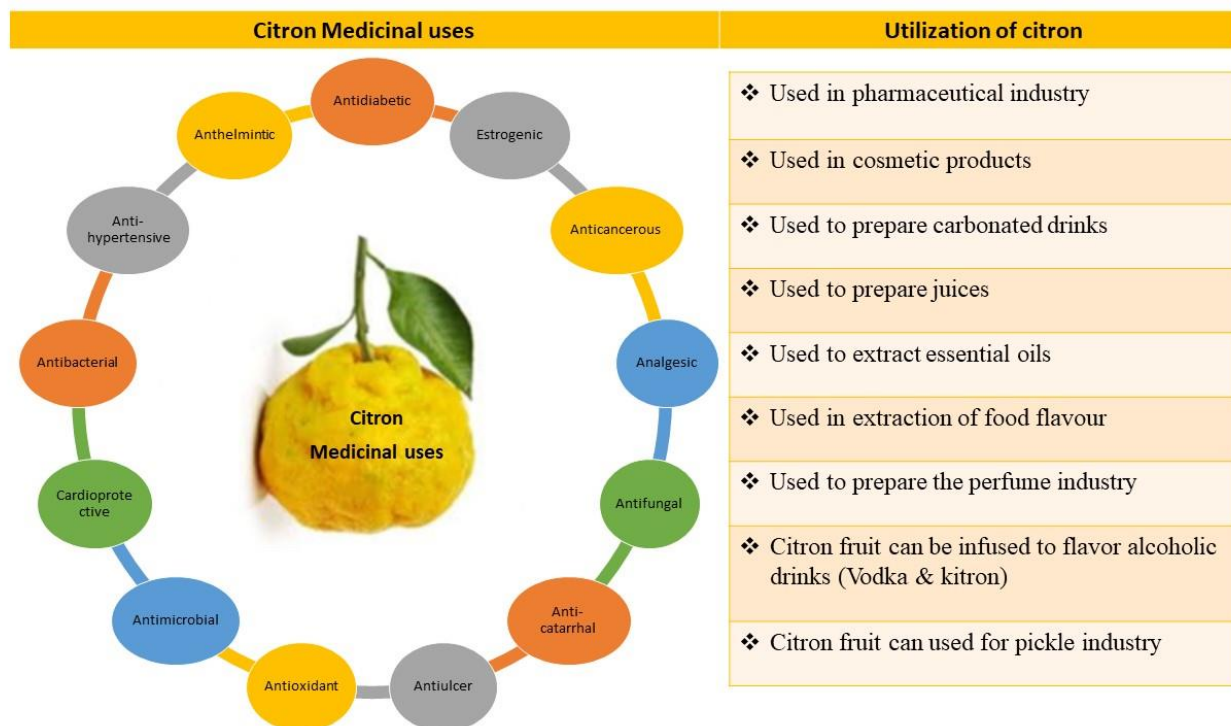 Citron Medicinal uses
Utilization of citron
Antidiabetic
Estrogenic
Anticancerous
Analgesic
Antifungal
Anti-
catarrhal
Antiulcer
Antioxidant
Antimicrobial
Cardioprote
ctive
Antibacterial
Anti-
hypertensive
Anthelmintic
Citron
Medicinal uses
❖ Used in pharmaceutical industry
❖ Used in cosmetic products
❖ Used to prepare carbonated drinks
❖ Used to prepare juices
❖ Used to extract essential oils
❖ Used in extraction of food flavour
❖ Used to prepare the perfume industry
❖ Citron fruit can be infused to flavor alcoholic
drinks (Vodka & kitron)
❖ Citron fruit can used for pickle industry